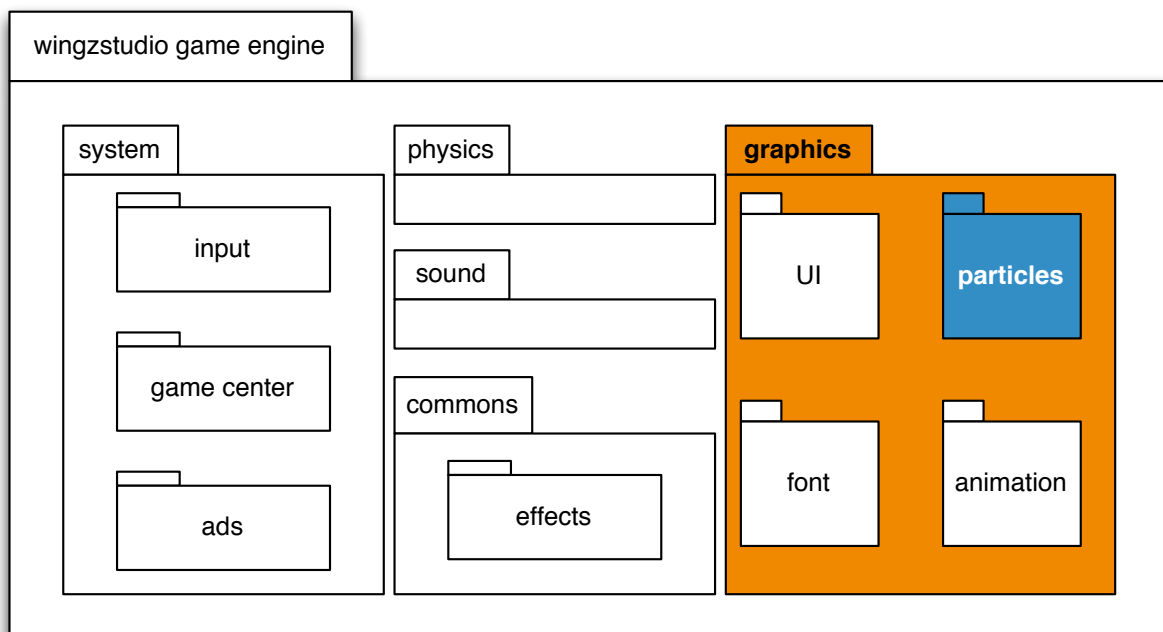 wingzstudio game engine
system
input
game center
ads
physics
sound
commons
effects
graphics
UI
particles
font
animation